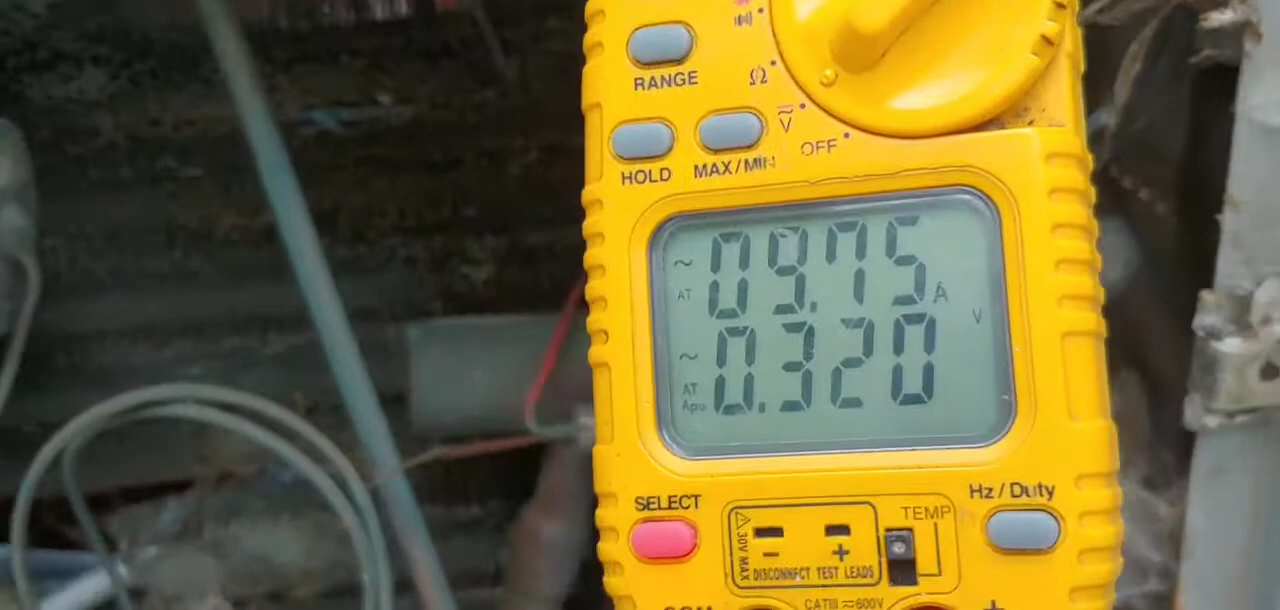 Ω
RANGE
V
OFF
HOLD MAX/MIN
~ 09.75 A
AT
V
~ 0.320
AT
SELECT
Hz/Duty
TEMP
⚠ 30V MAX
- +
DISCONNECT TEST LEADS
CATIII ≂600V
COM
+